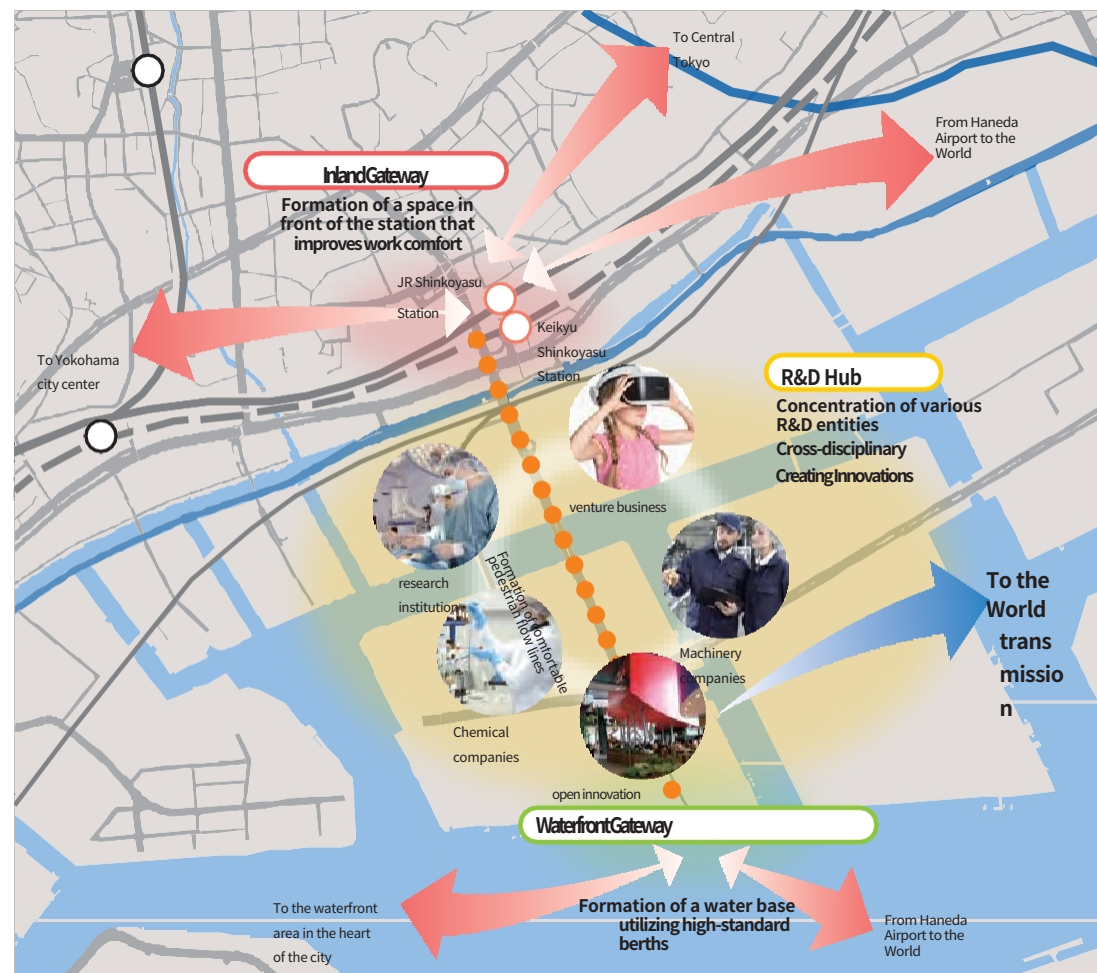 To Central
Tokyo
From Haneda
Airport to the
World
InlandGateway
Formation of a space in
front of the station that
improves work comfort
JR Shinkoyasu
Station
Keikyu
Shinkoyasu
Station
To Yokohama
city center
R&D Hub
Concentration of various
R&D entities
Cross-disciplinary
CreatingInnovations
venture business
research
institution
Formation of comfortable
pedestrian flow lines
To the
World
trans
missio
n
Machinery
companies
Chemical
companies
open innovation
WaterfrontGateway
Formation of a water base
utilizing high-standard
berths
To the waterfront
area in the heart
of the city
From Haneda
Airport to the
World